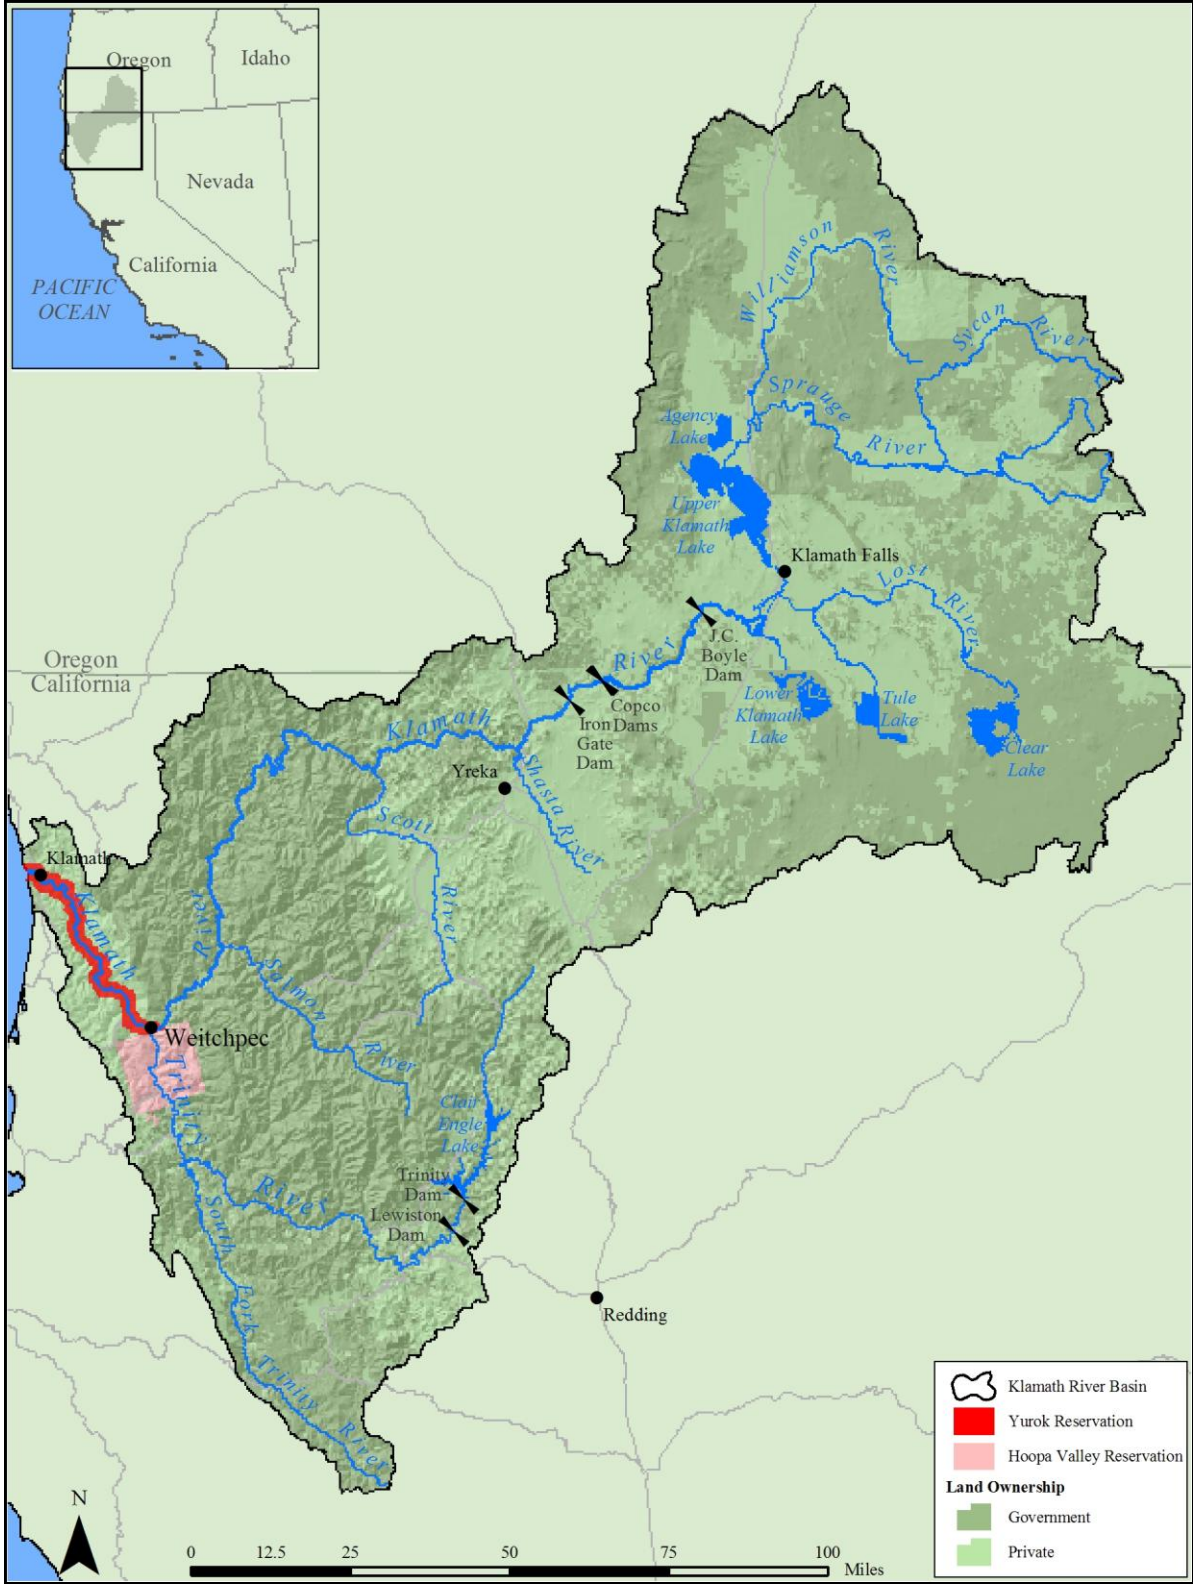 Oregon
Idaho
Nevada
California
PACIFIC
OCEAN
Williamson
River
Sycan
River
Sprauge
River
Agency
Lake
Upper
Klamath
Lake
Klamath Falls
Lost
River
J.C.
Boyle
Dam
Oregon
California
River
Klamath
Copco
Dams
Iron
Gate
Dam
Lower
Klamath
Lake
Tule
Lake
Clear
Lake
Yreka
Shasta River
Scott
River
Klamath
Klamath
River
Salmon
River
Weitchpec
Trinity
River
Clair
Engle
Lake
Trinity
Dam
Lewiston
Dam
South
Fork
Trinity
River
Redding
Klamath River Basin
Yurok Reservation
Hoopa Valley Reservation
Land Ownership
Government
Private
N
0 12.5 25 50 75 100
Miles